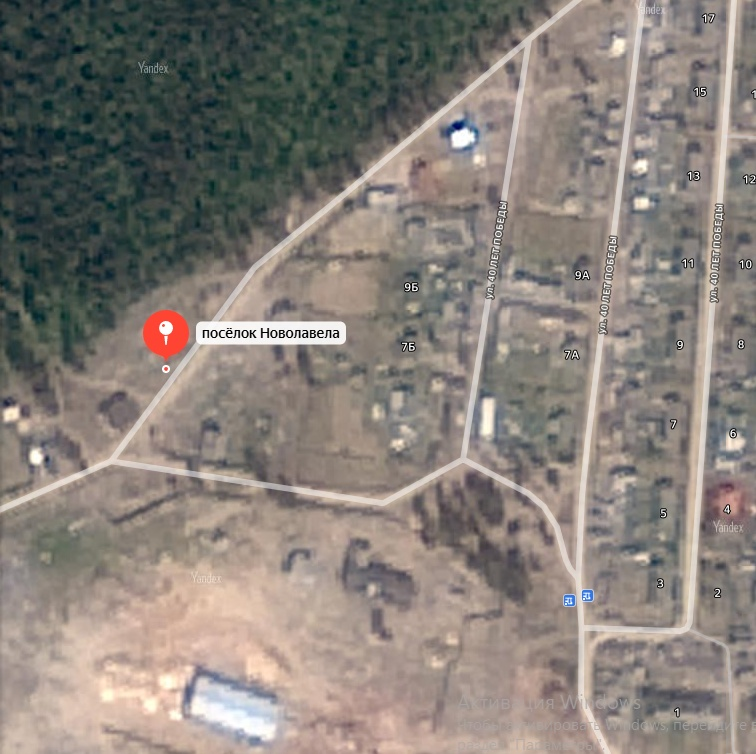 Yandex
17
Yandex
15
13
12
ул. 40 ЛЕТ ПОБЕДЫ
ул. 40 ЛЕТ ПОБЕДЫ
ул. 40 ЛЕТ ПОБЕДЫ
11
10
9А
9Б
посёлок Новолавела
7Б
7А
9
8
7
6
5
4
Yandex
Yandex
3
2
1
Активация Windows